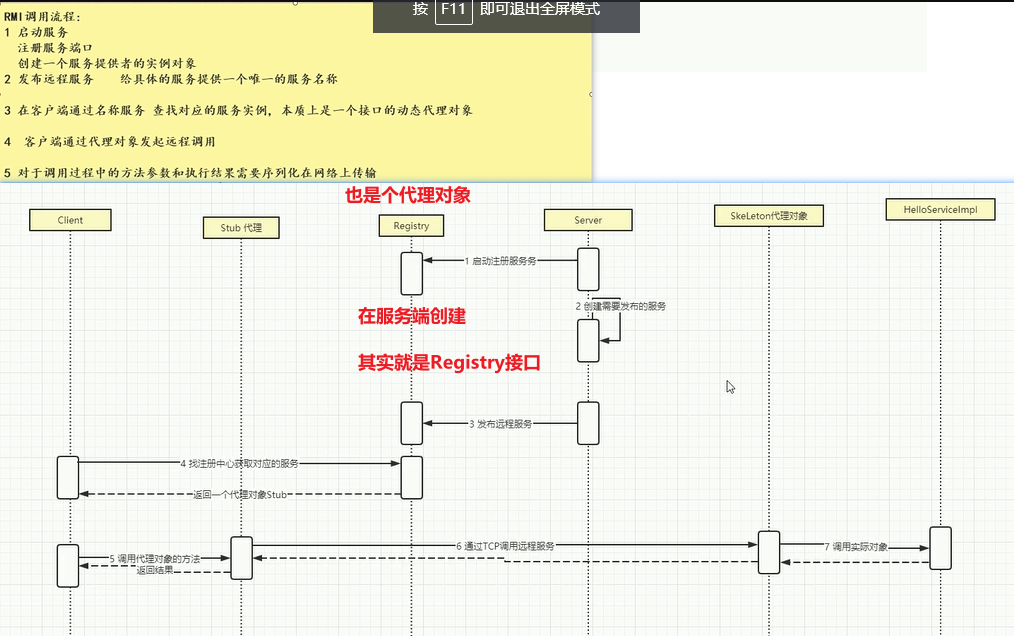 按 F11 即可退出全屏模式
RMI调用流程:
1 启动服务
注册服务端口
创建一个服务提供者的实例对象
2 发布远程服务 给具体的服务提供一个唯一的服务名称
3 在客户端通过名称服务 查找对应的服务实例，本质上是一个接口的动态代理对象
4 客户端通过代理对象发起远程调用
5 对于调用过程中的方法参数和执行结果需要序列化在网络上传输
也是个代理对象
Client
Stub 代理
Registry
Server
SkeLeton代理对象
HelloServiceImpl
1 启动注册服务务
2 创建需要发布的服务
在服务端创建
其实就是Registry接口
3 发布远程服务
4 找注册中心获取对应的服务
返回一个代理对象Stub
5 调用代理对象的方法
6 通过TCP调用远程服务
7 调用实际对象
返回结果